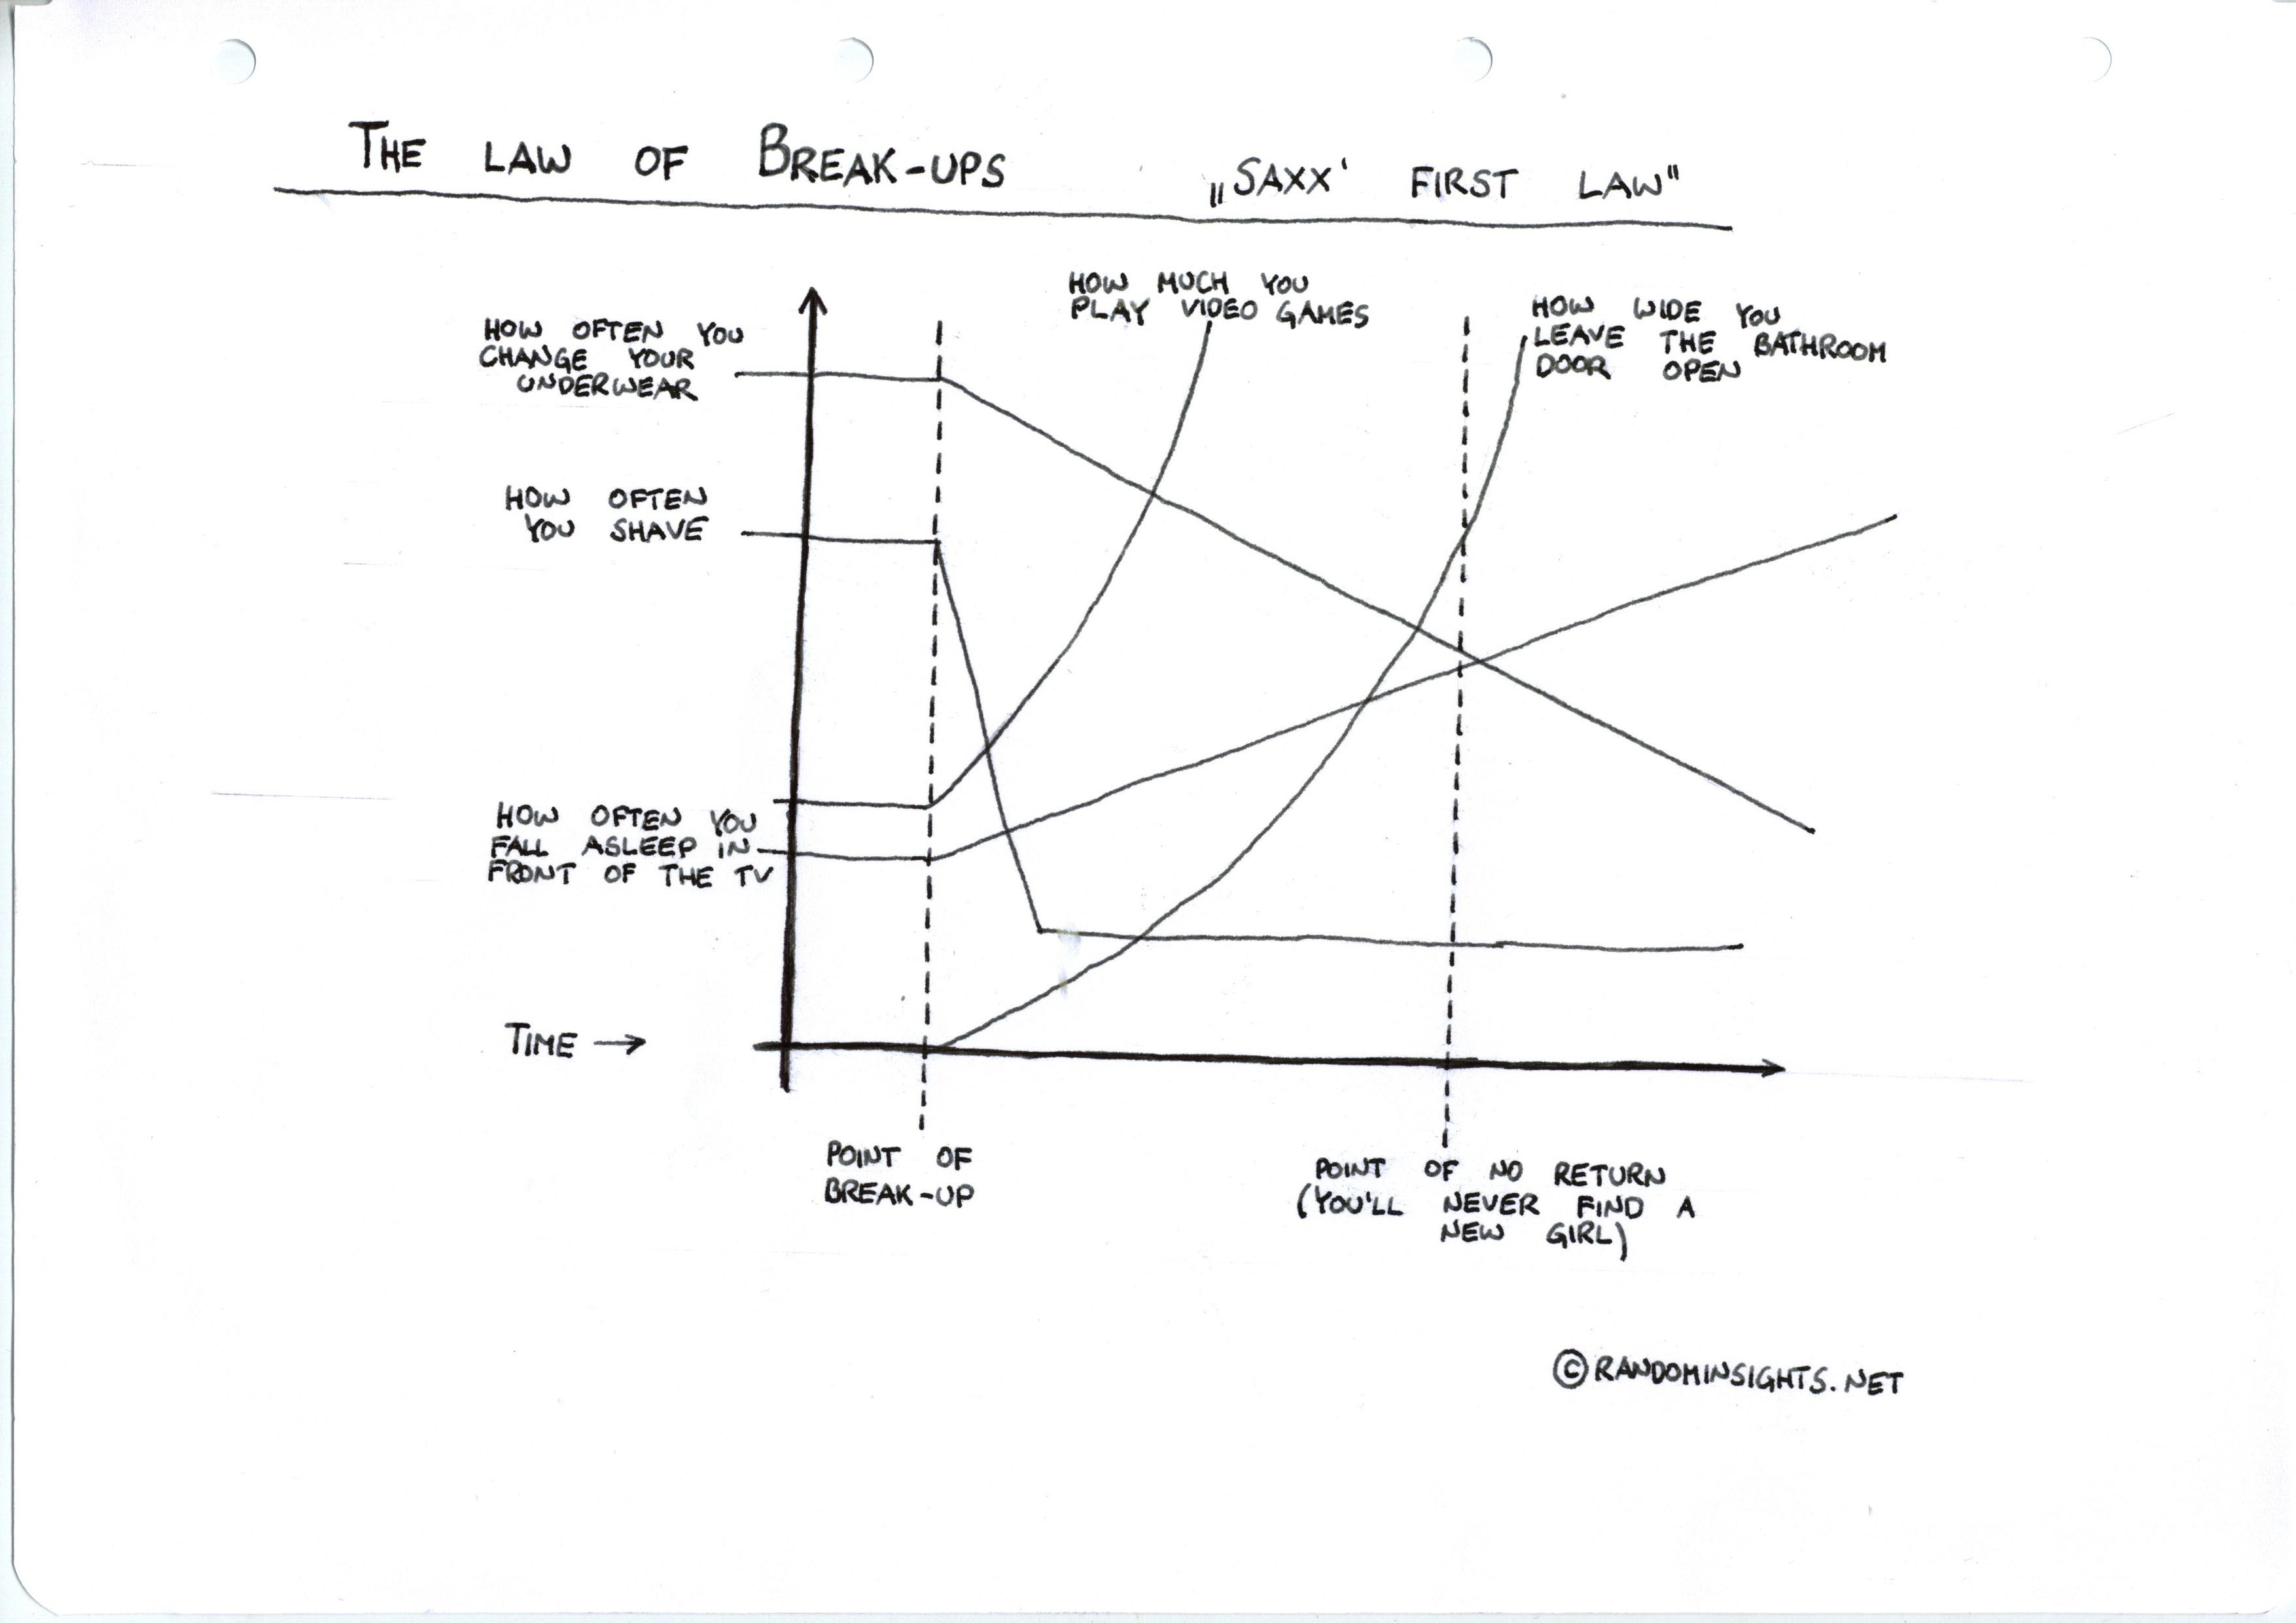 THE LAW OF BREAK-UPS „SAXX' FIRST LAW"
HOW MUCH YOU
PLAY VIDEO GAMES
HOW WIDE YOU
LEAVE THE BATHROOM
DOOR OPEN
HOW OFTEN YOU
CHANGE YOUR
UNDERWEAR
HOW OFTEN
YOU SHAVE
HOW OFTEN YOU
FALL ASLEEP IN
FRONT OF THE TV
TIME →
POINT OF
BREAK-UP
POINT OF NO RETURN
(YOU'LL NEVER FIND A
NEW GIRL)
© RANDOMINSIGHTS.NET